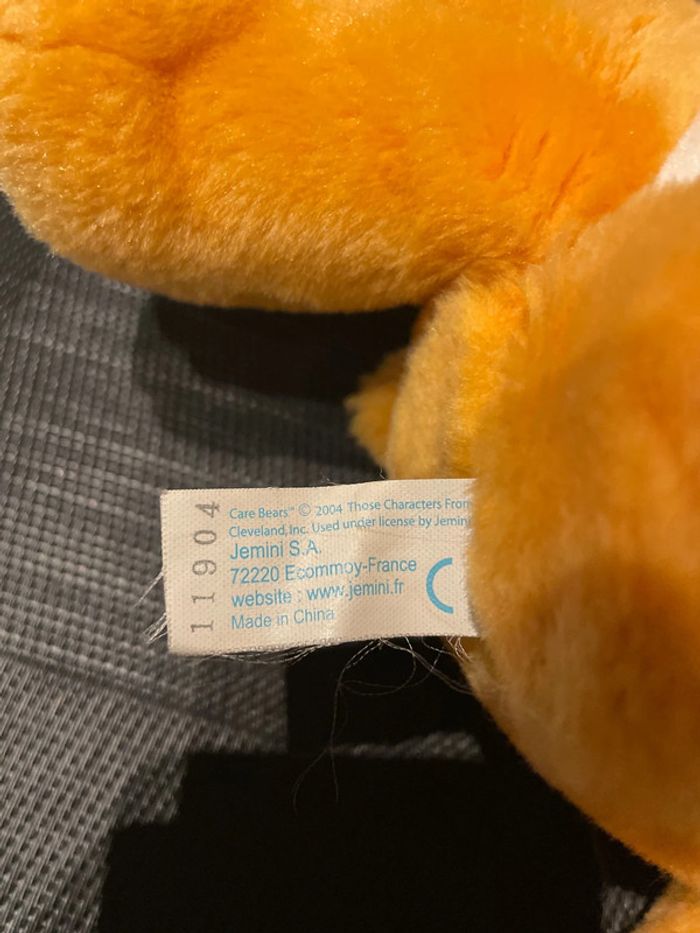 Care Bears™ © 2004 Those Characters From
Cleveland, Inc. Used under license by Jemini
Jemini S.A.
72220 Ecommoy-France
website : www.jemini.fr
Made in China
11904